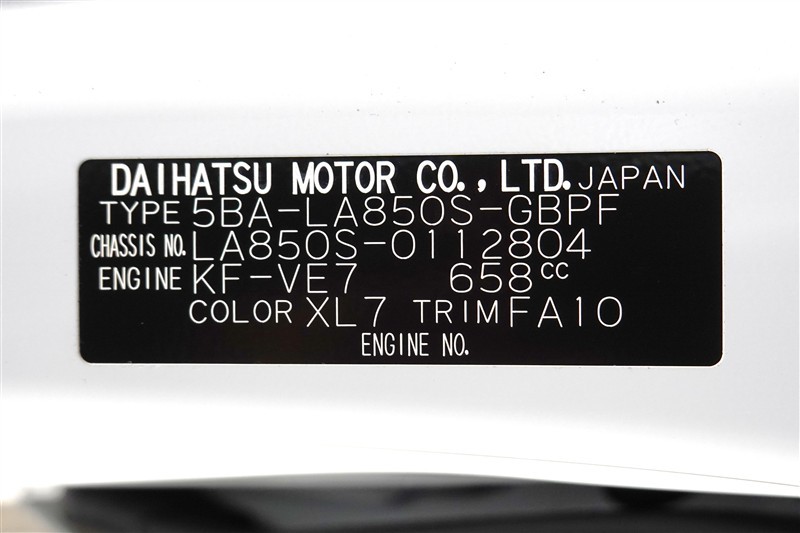 DAIHATSU MOTOR CO., LTD. JAPAN
TYPE 5BA-LA850S-GBPF
CHASSIS NO. LA850S-0112804
ENGINE KF-VE7 658cc
COLOR XL7 TRIM FA10
ENGINE NO.